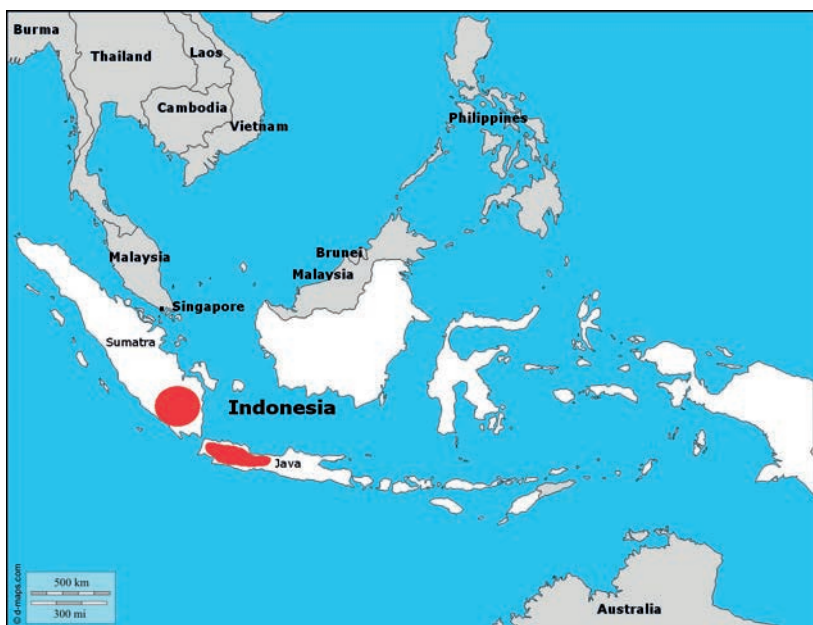 Burma
Thailand
Laos
Cambodia
Vietnam
Philippines
Malaysia
Brunei
Malaysia
Singapore
Sumatra
Indonesia
Java
500 km
300 mi
© d-maps.com
Australia